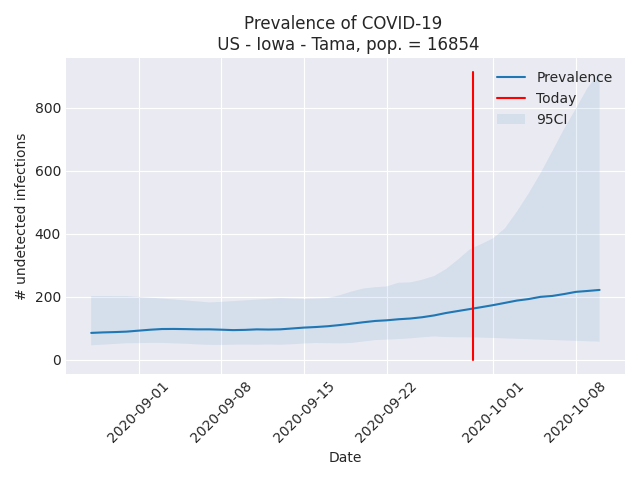 Prevalence of COVID-19
US - Iowa - Tama, pop. = 16854
Prevalence
Today
95CI
# undetected infections
800
600
400
200
0
2020-09-01
2020-09-08
2020-09-15
2020-09-22
2020-10-01
2020-10-08
Date